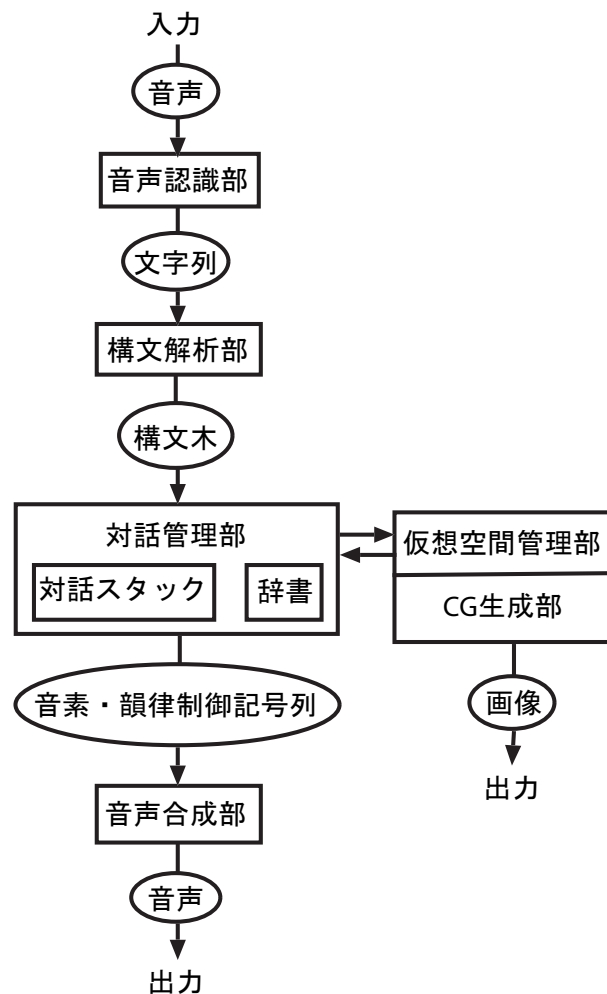 入力
音声
音声認識部
文字列
構文解析部
構文木
対話管理部
対話スタック
辞書
仮想空間管理部
CG生成部
音素・韻律制御記号列
画像
出力
音声合成部
音声
出力